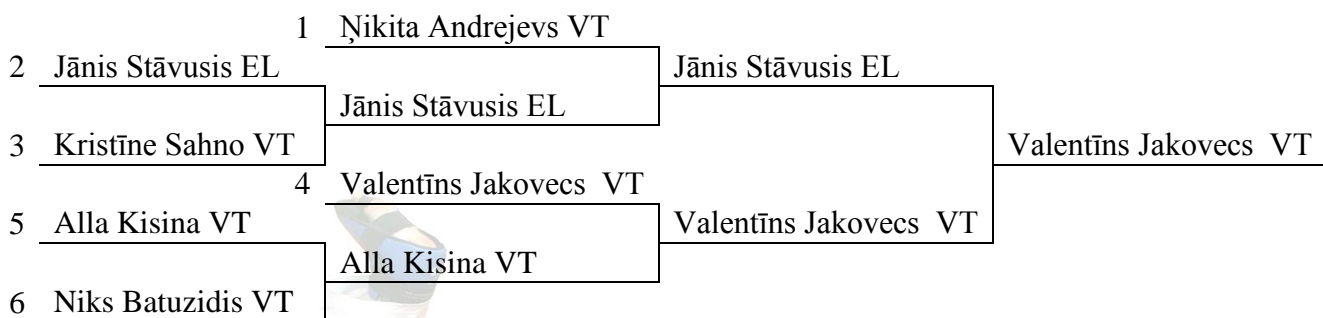 1 Ņikita Andrejevs VT
2 Jānis Stāvusis EL
Jānis Stāvusis EL
Jānis Stāvusis EL
3 Kristīne Sahno VT
Valentīns Jakovecs VT
4 Valentīns Jakovecs VT
5 Alla Kisina VT
Valentīns Jakovecs VT
Alla Kisina VT
6 Niks Batuzidis VT